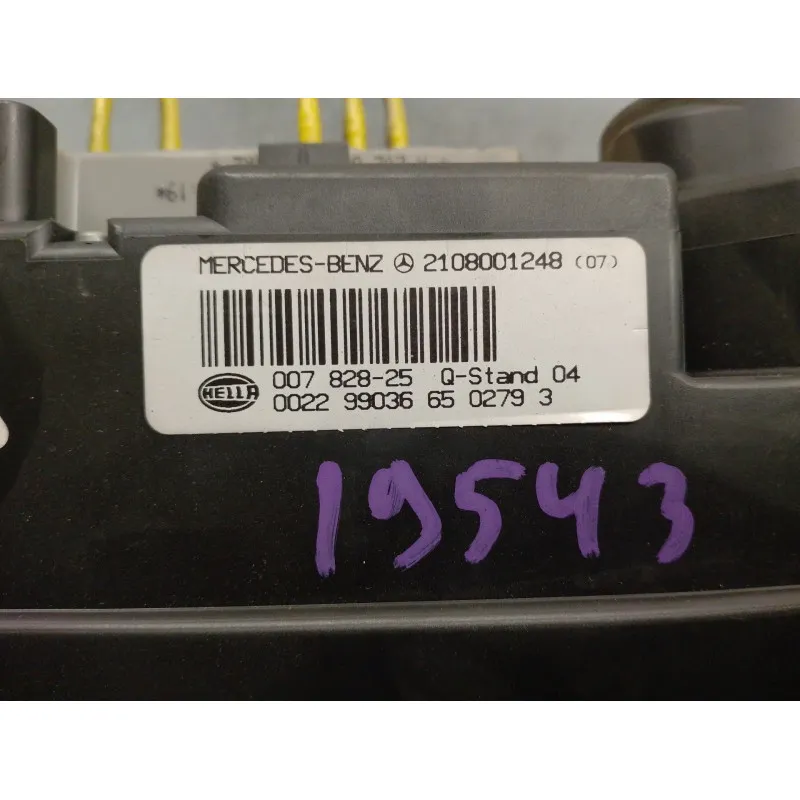 MERCEDES-BENZ 2108001248 (07)
007 828-25 Q-Stand 04
HELLA
0022 99036 65 0279 3
19543